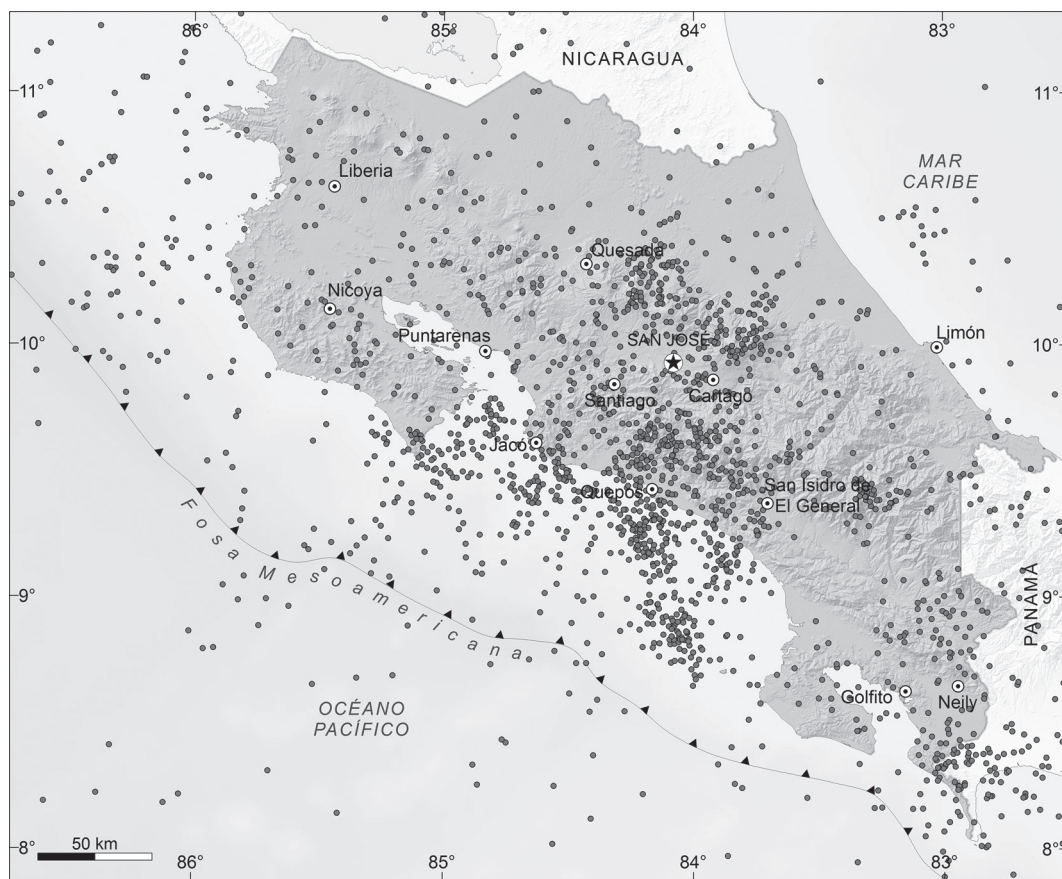 86°
85°
84°
83°
NICARAGUA
11°
11°
MAR
CARIBE
Liberia
Quesada
Nicoya
Puntarenas
SAN JOSÉ
Limón
10°
10°
Santiago
Cartago
Jacó
Quepos
San Isidro de
El General
Fosa Mesoamericana
9°
9°
PANAMÁ
OCÉANO
PACÍFICO
Golfito
Neily
50 km
8°
8°
86°
85°
84°
83°